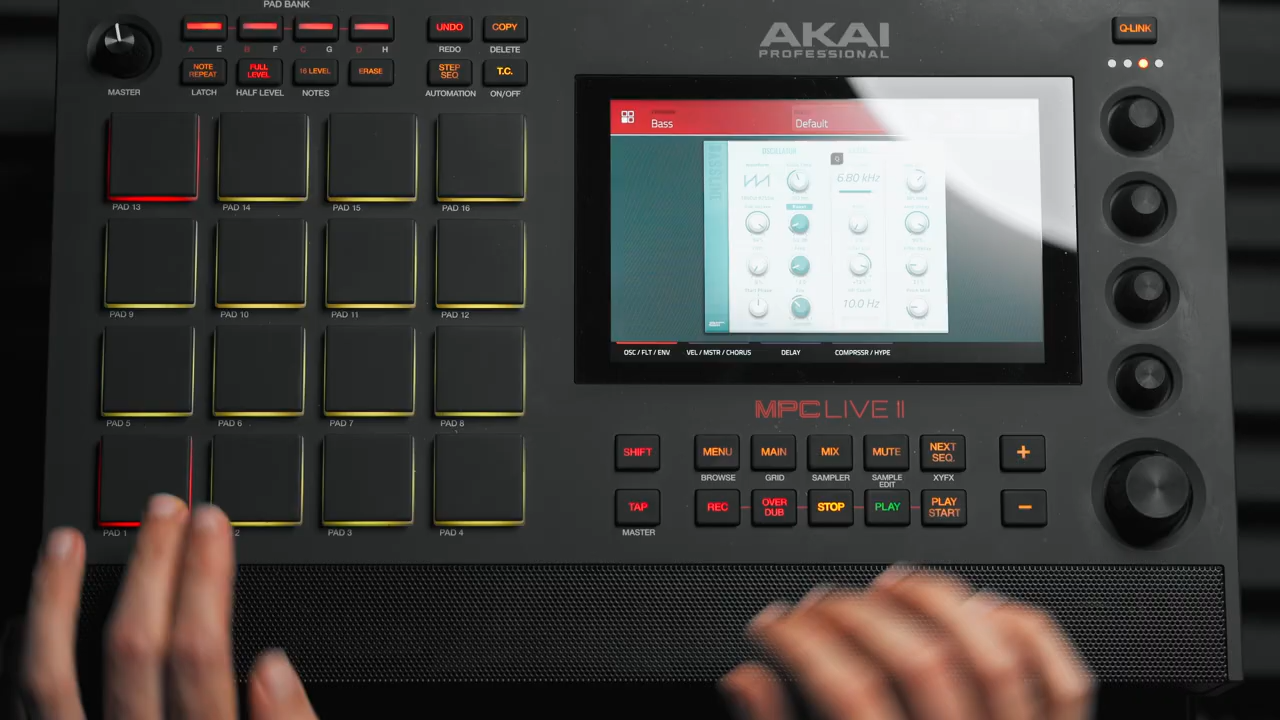 PAD BANK
A E B F C G D H
MASTER
NOTE REPEAT
LATCH
FULL LEVEL
HALF LEVEL
16 LEVEL
NOTES
ERASE
UNDO
REDO
COPY
DELETE
STEP SEQ
AUTOMATION
T.C.
ON/OFF
AKAI
PROFESSIONAL
Q-LINK
Bass
Default
BASSLINE
6.80 kHz
10.0 Hz
OSC / FLT / ENV
VEL / MSTR / CHORUS
DELAY
COMPRSSR / HYPE
PAD 13
PAD 14
PAD 15
PAD 16
PAD 9
PAD 10
PAD 11
PAD 12
PAD 5
PAD 6
PAD 7
PAD 8
PAD 1
2
PAD 3
PAD 4
MPC LIVE II
SHIFT
MENU
BROWSE
MAIN
GRID
MIX
SAMPLER
MUTE
SAMPLE EDIT
NEXT SEQ.
XYFX
+
TAP
MASTER
REC
OVER DUB
STOP
PLAY
PLAY START
−